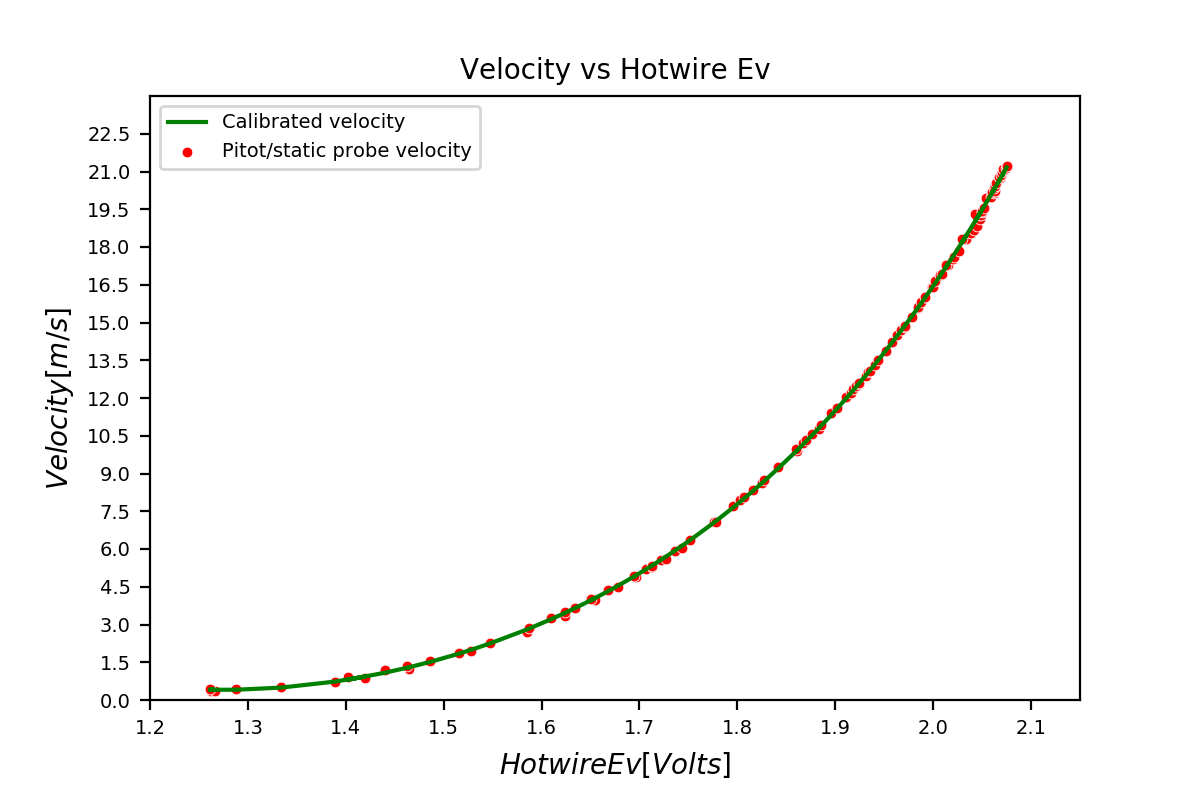 Velocity vs Hotwire Ev
Calibrated velocity
Pitot/static probe velocity
22.5
21.0
19.5
18.0
16.5
15.0
13.5
12.0
10.5
9.0
7.5
6.0
4.5
3.0
1.5
0.0
Velocity[m/s]
1.2 1.3 1.4 1.5 1.6 1.7 1.8 1.9 2.0 2.1
HotwireEv[Volts]